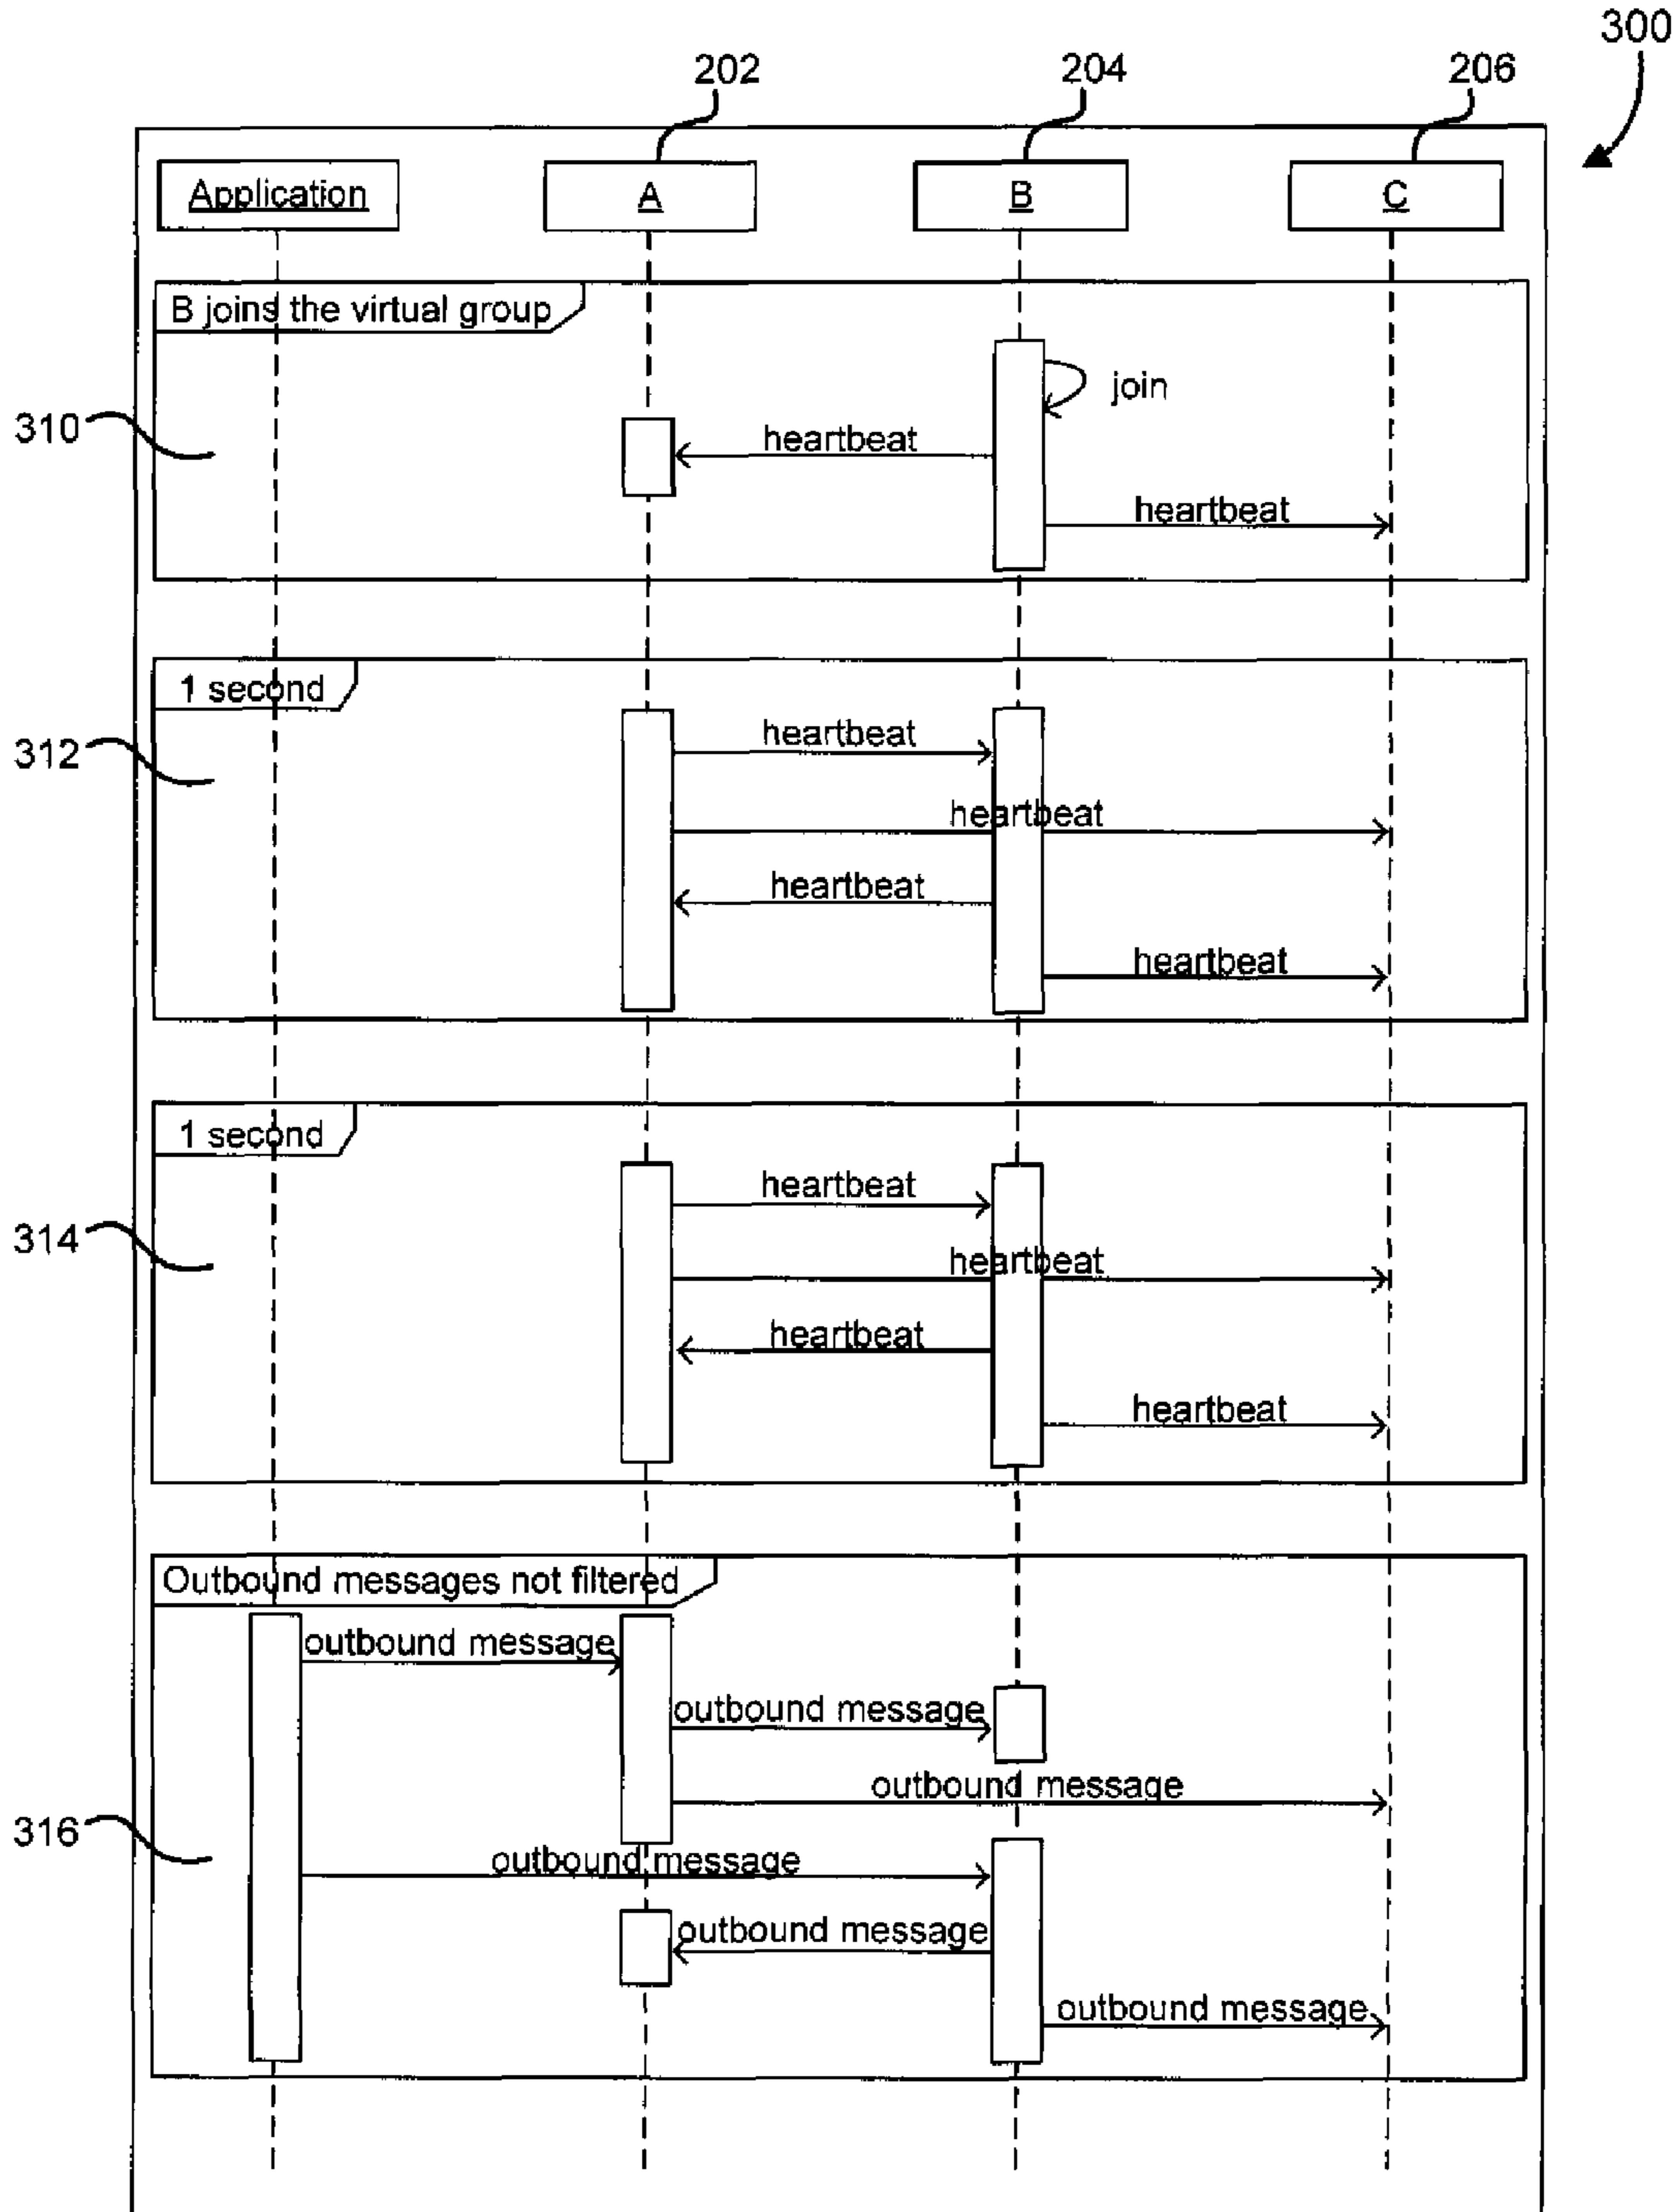 300
202
204
206
Application
A
B
C
B joins the virtual group
join
310
heartbeat
heartbeat
1 second
312
heartbeat
heartbeat
heartbeat
heartbeat
1 second
314
heartbeat
heartbeat
heartbeat
heartbeat
Outbound messages not filtered
outbound message
outbound message
outbound message
316
outbound message
outbound message
outbound message